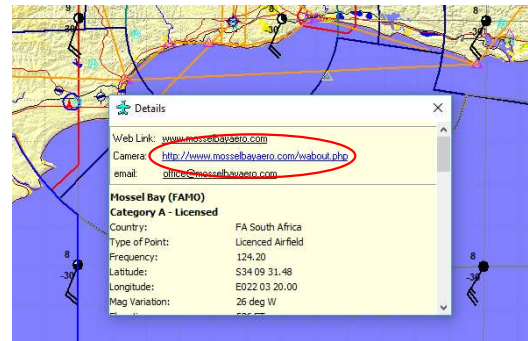 9
8
-30
-30
Details
Web Link: www.mosselbayaero.com
Camera: http://www.mosselbayaero.com/wabout.php
email: office@mosselbayaero.com
Mossel Bay (FAMO)
Category A - Licensed
Country: FA South Africa
Type of Point: Licenced Airfield
Frequency: 124.20
Latitude: S34 09 31.48
Longitude: E022 03 20.00
Mag Variation: 26 deg W
8
-30
8
-30